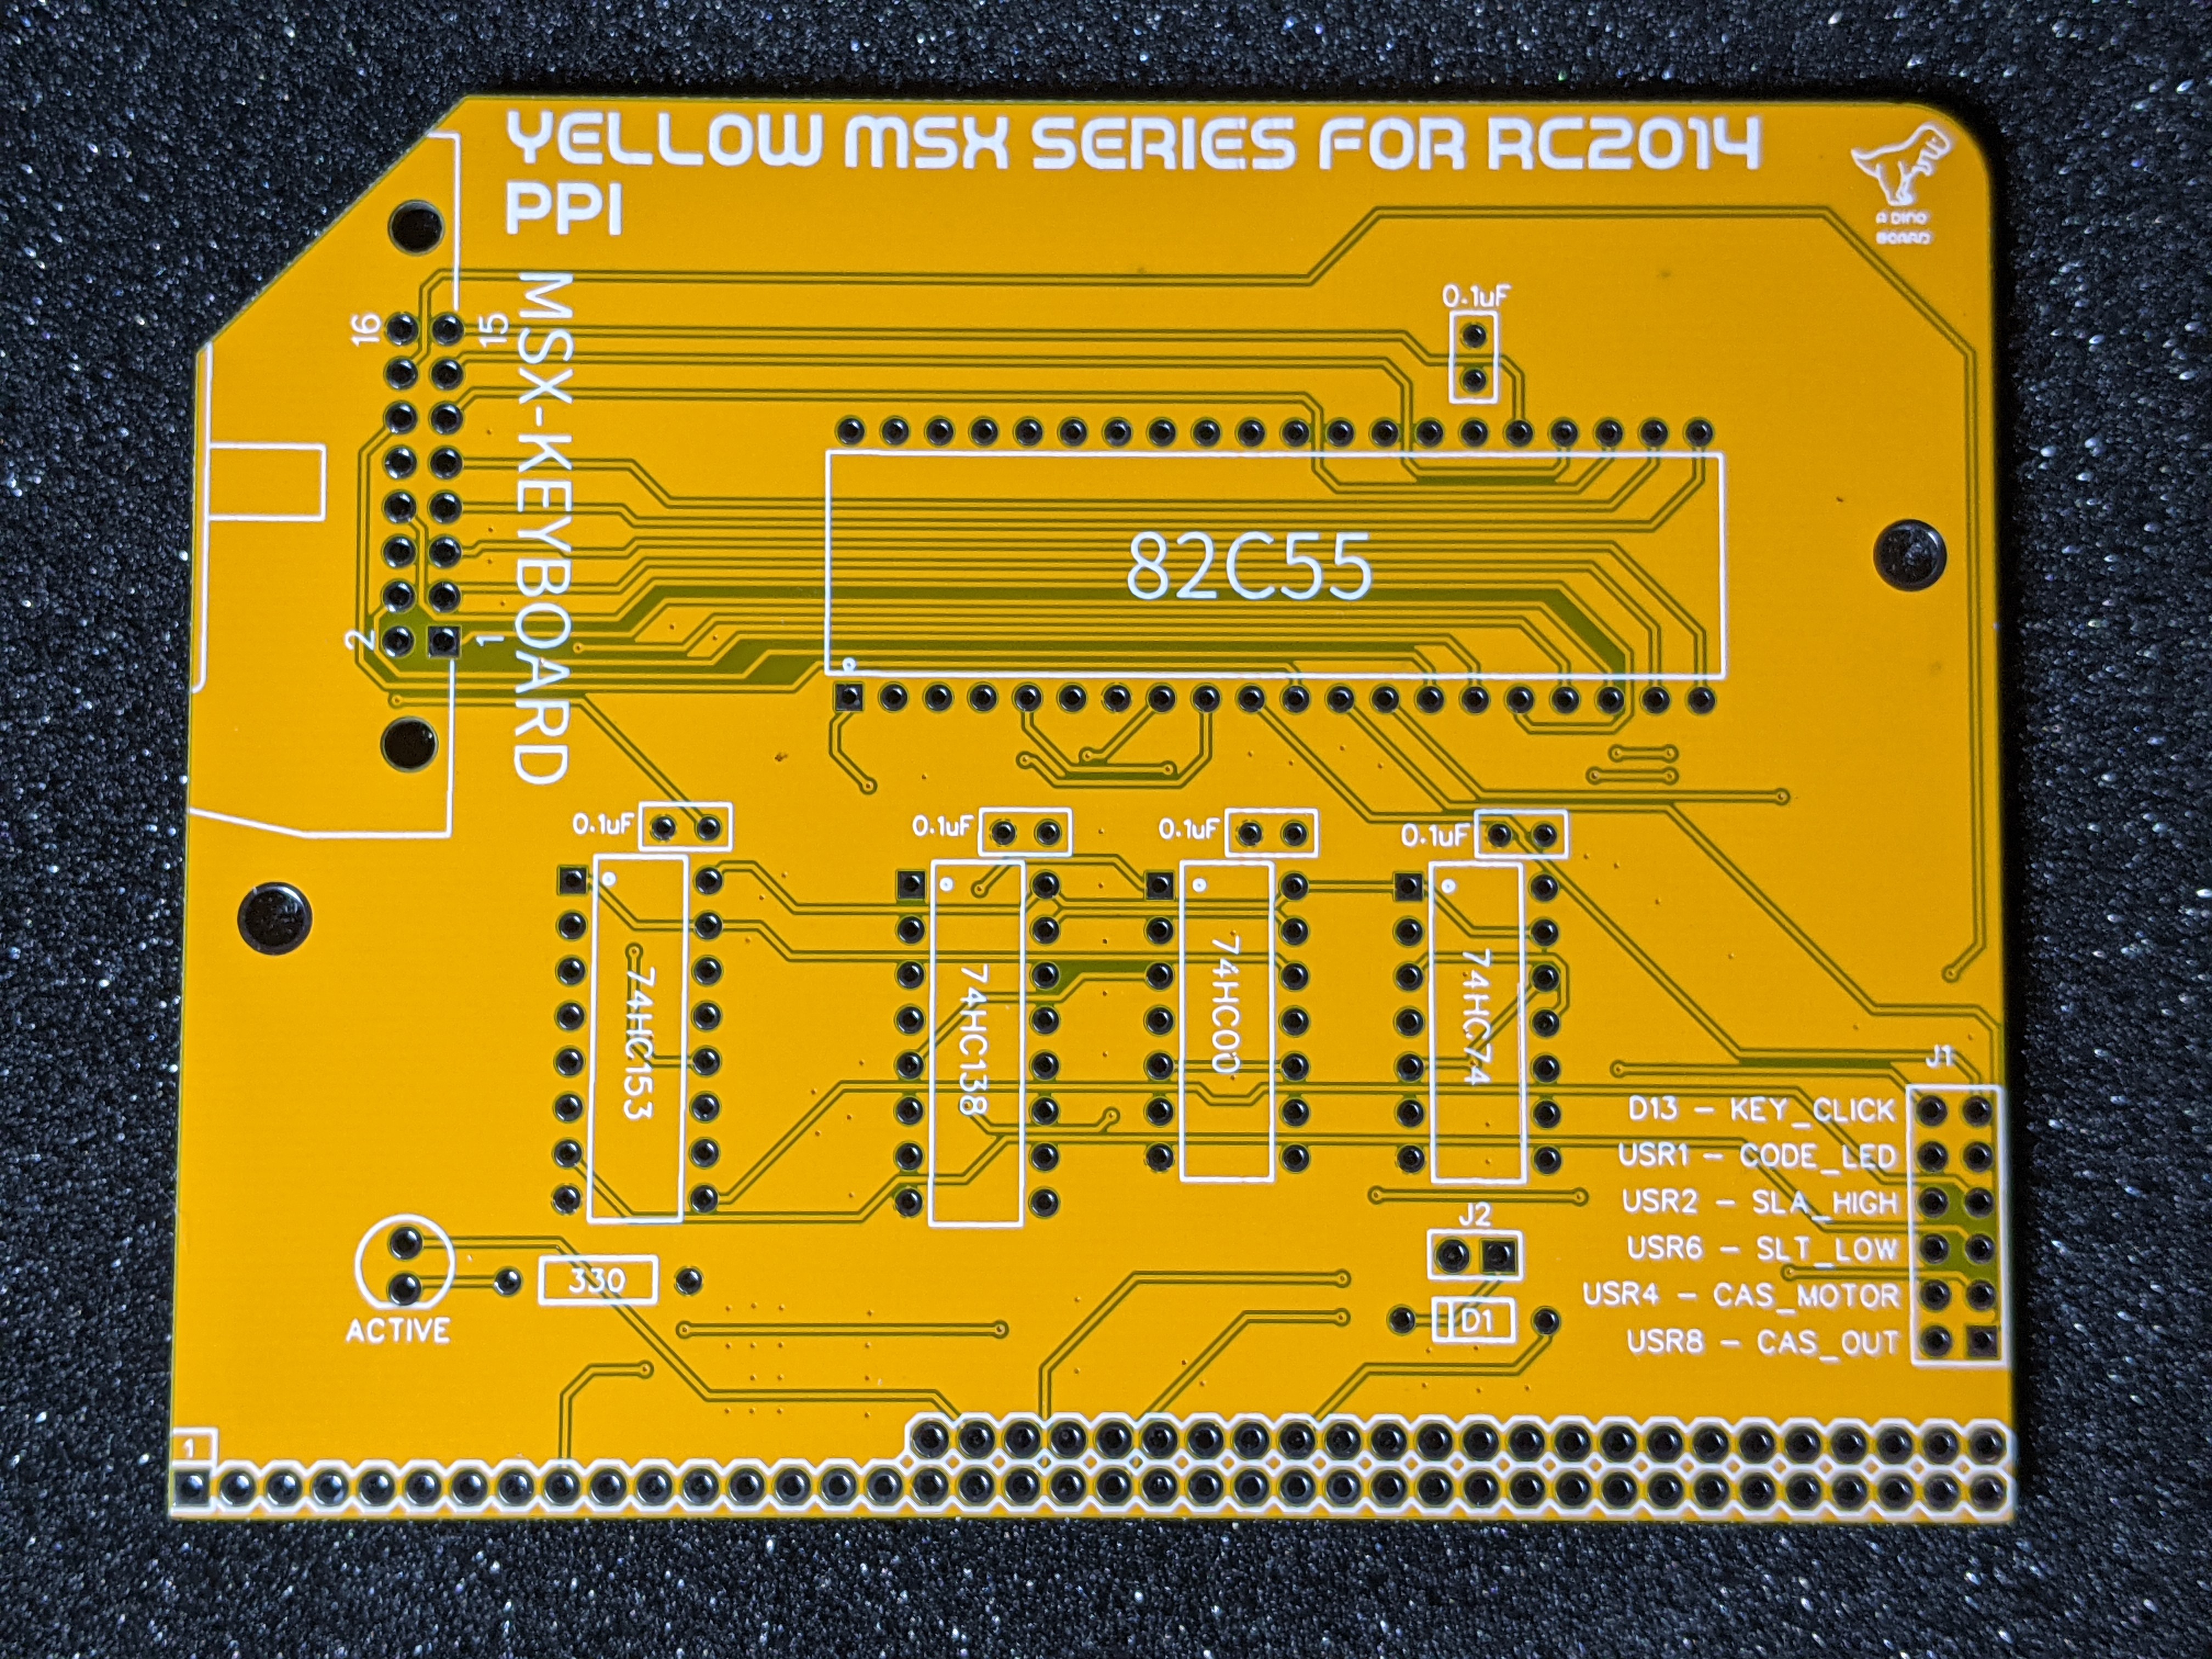 YELLOW MSX SERIES FOR RC2014
PPI
A DINO
BOARD
MSX-KEYBOARD
16
15
2
1
0.1uF
82C55
0.1uF
0.1uF
0.1uF
0.1uF
74HC153
74HC138
74HC00
74HC74
J1
D13 - KEY_CLICK
USR1 - CODE_LED
USR2 - SLA_HIGH
USR6 - SLT_LOW
USR4 - CAS_MOTOR
USR8 - CAS_OUT
J2
D1
330
ACTIVE
1